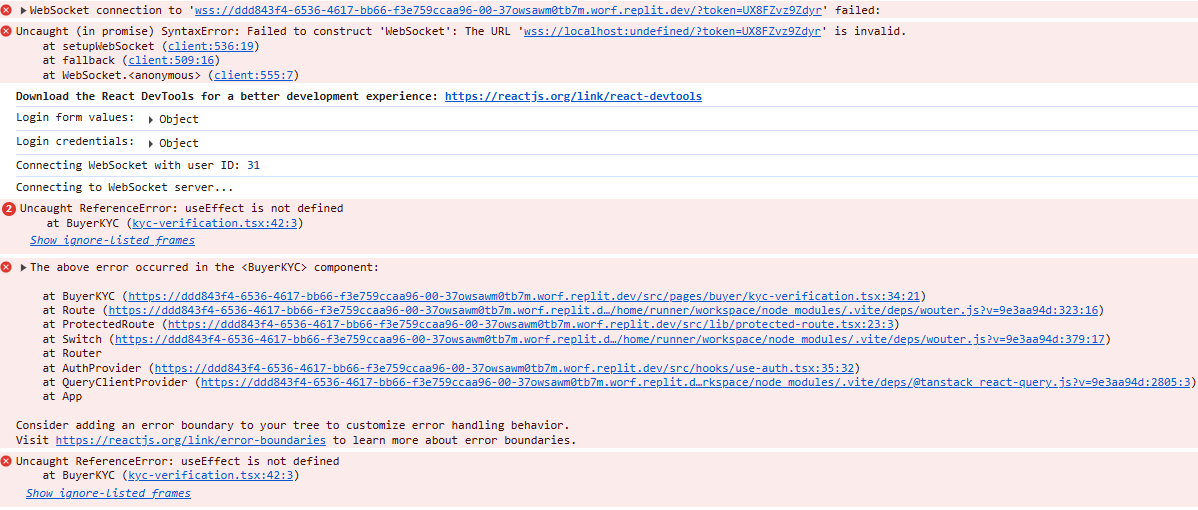 WebSocket connection to 'wss://ddd843f4-6536-4617-bb66-f3e759ccaa96-00-37owsawm0tb7m.worf.replit.dev/?token=UX8FZvz9Zdyr' failed:
Uncaught (in promise) SyntaxError: Failed to construct 'WebSocket': The URL 'wss://localhost:undefined/?token=UX8FZvz9Zdyr' is invalid.
at setupWebSocket (client:536:19)
at fallback (client:509:16)
at WebSocket.<anonymous> (client:555:7)
Download the React DevTools for a better development experience: https://reactjs.org/link/react-devtools
Login form values: Object
Login credentials: Object
Connecting WebSocket with user ID: 31
Connecting to WebSocket server...
2 Uncaught ReferenceError: useEffect is not defined
at BuyerKYC (kyc-verification.tsx:42:3)
Show ignore-listed frames
The above error occurred in the <BuyerKYC> component:
at BuyerKYC (https://ddd843f4-6536-4617-bb66-f3e759ccaa96-00-37owsawm0tb7m.worf.replit.dev/src/pages/buyer/kyc-verification.tsx:34:21)
at Route (https://ddd843f4-6536-4617-bb66-f3e759ccaa96-00-37owsawm0tb7m.worf.replit.d…/home/runner/workspace/node_modules/.vite/deps/wouter.js?v=9e3aa94d:323:16)
at ProtectedRoute (https://ddd843f4-6536-4617-bb66-f3e759ccaa96-00-37owsawm0tb7m.worf.replit.dev/src/lib/protected-route.tsx:23:3)
at Switch (https://ddd843f4-6536-4617-bb66-f3e759ccaa96-00-37owsawm0tb7m.worf.replit.d…/home/runner/workspace/node_modules/.vite/deps/wouter.js?v=9e3aa94d:379:17)
at Router
at AuthProvider (https://ddd843f4-6536-4617-bb66-f3e759ccaa96-00-37owsawm0tb7m.worf.replit.dev/src/hooks/use-auth.tsx:35:32)
at QueryClientProvider (https://ddd843f4-6536-4617-bb66-f3e759ccaa96-00-37owsawm0tb7m.worf.replit.d…rkspace/node_modules/.vite/deps/@tanstack_react-query.js?v=9e3aa94d:2805:3)
at App
Consider adding an error boundary to your tree to customize error handling behavior.
Visit https://reactjs.org/link/error-boundaries to learn more about error boundaries.
Uncaught ReferenceError: useEffect is not defined
at BuyerKYC (kyc-verification.tsx:42:3)
Show ignore-listed frames